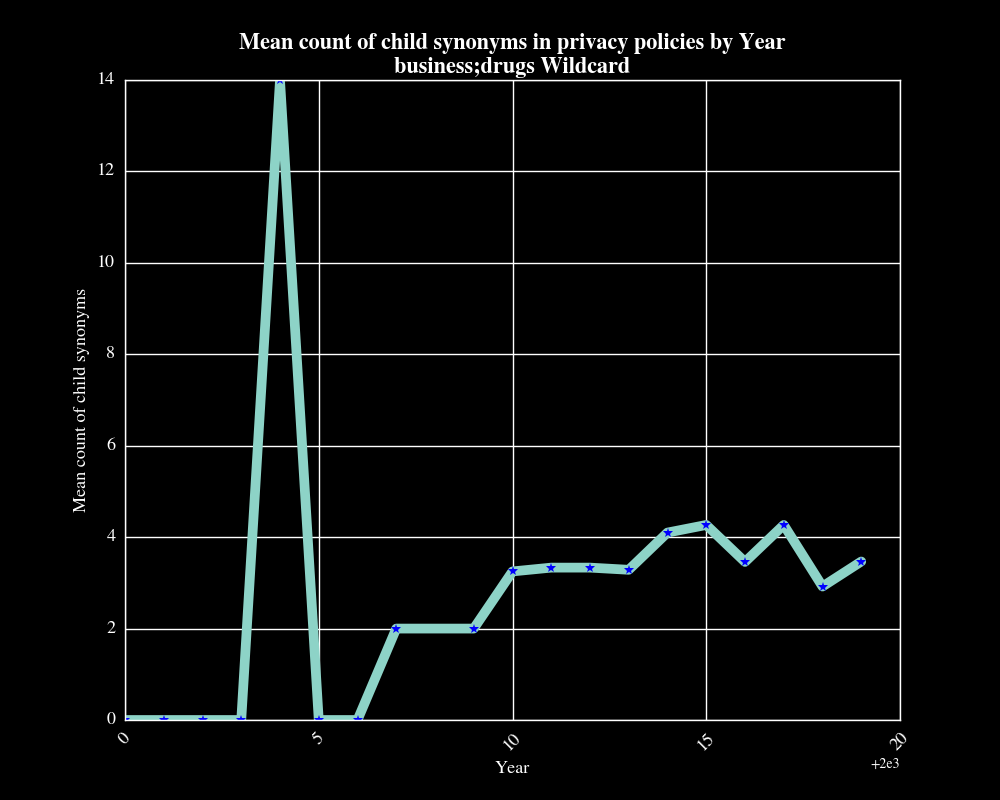 Mean count of child synonyms in privacy policies by Year
business;drugs Wildcard
14
12
10
8
6
4
2
0
Mean count of child synonyms
0
5
10
15
20
Year
+2e3